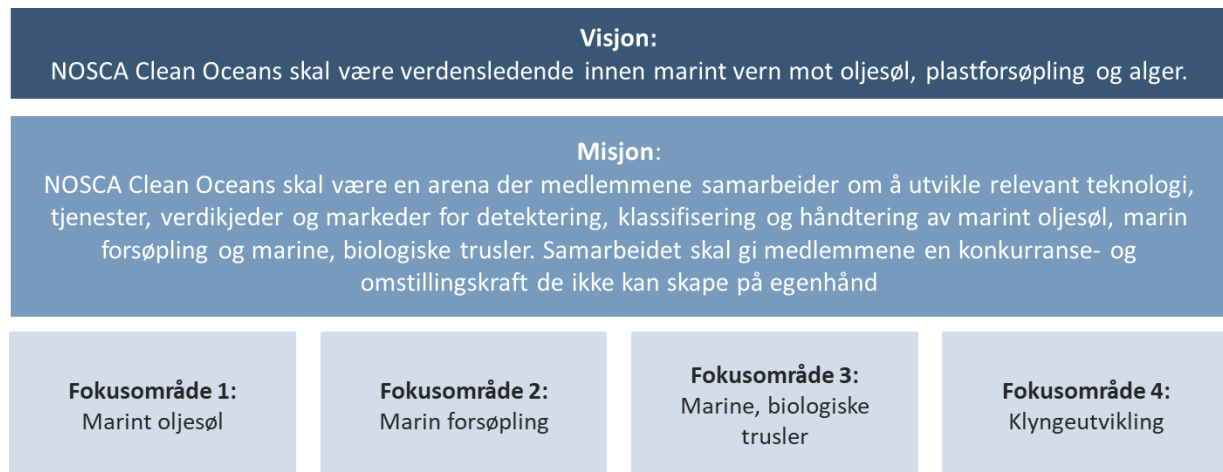 Visjon:
NOSCA Clean Oceans skal være verdensledende innen marint vern mot oljesøl, plastforsøpling og alger.
Misjon:
NOSCA Clean Oceans skal være en arena der medlemmene samarbeider om å utvikle relevant teknologi,
tjenester, verdikjeder og markeder for detektering, klassifisering og håndtering av marint oljesøl, marin
forsøpling og marine, biologiske trusler. Samarbeidet skal gi medlemmene en konkurranse- og
omstillingskraft de ikke kan skape på egenhånd
Fokusområde 1:
Marint oljesøl
Fokusområde 2:
Marin forsøpling
Fokusområde 3:
Marine, biologiske
trusler
Fokusområde 4:
Klyngeutvikling